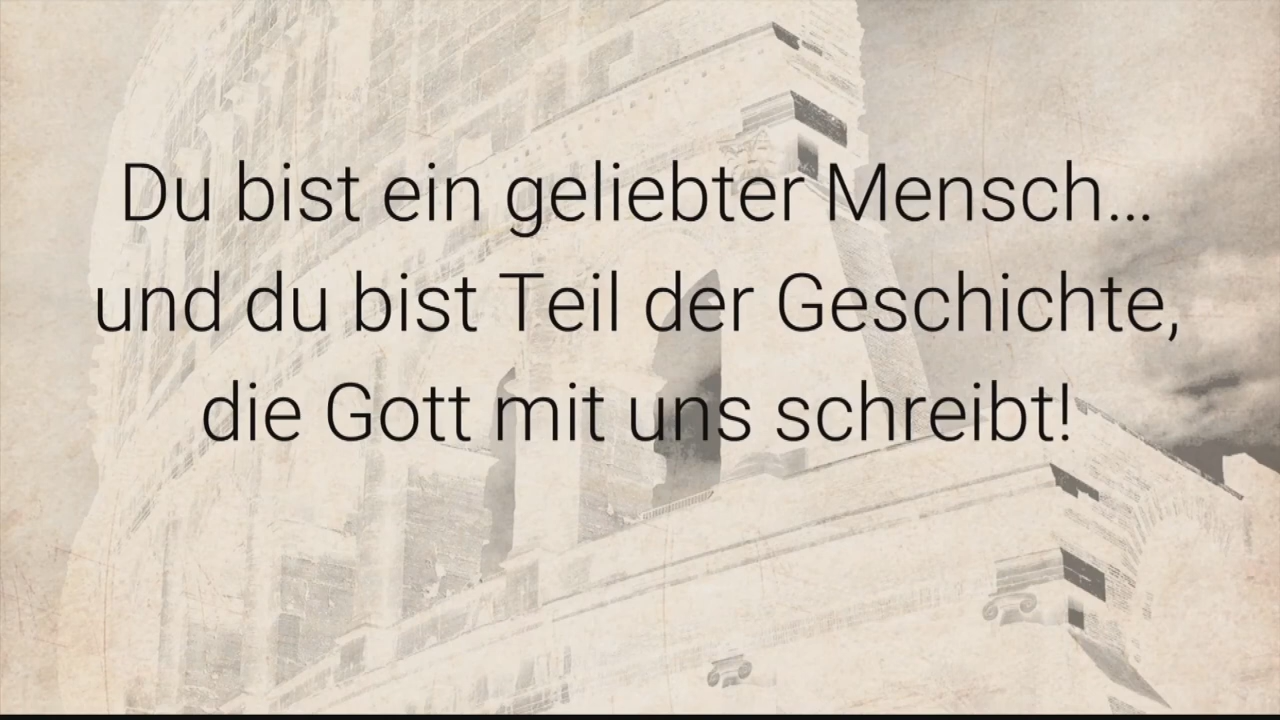 Du bist ein geliebter Mensch...
und du bist Teil der Geschichte,
die Gott mit uns schreibt!